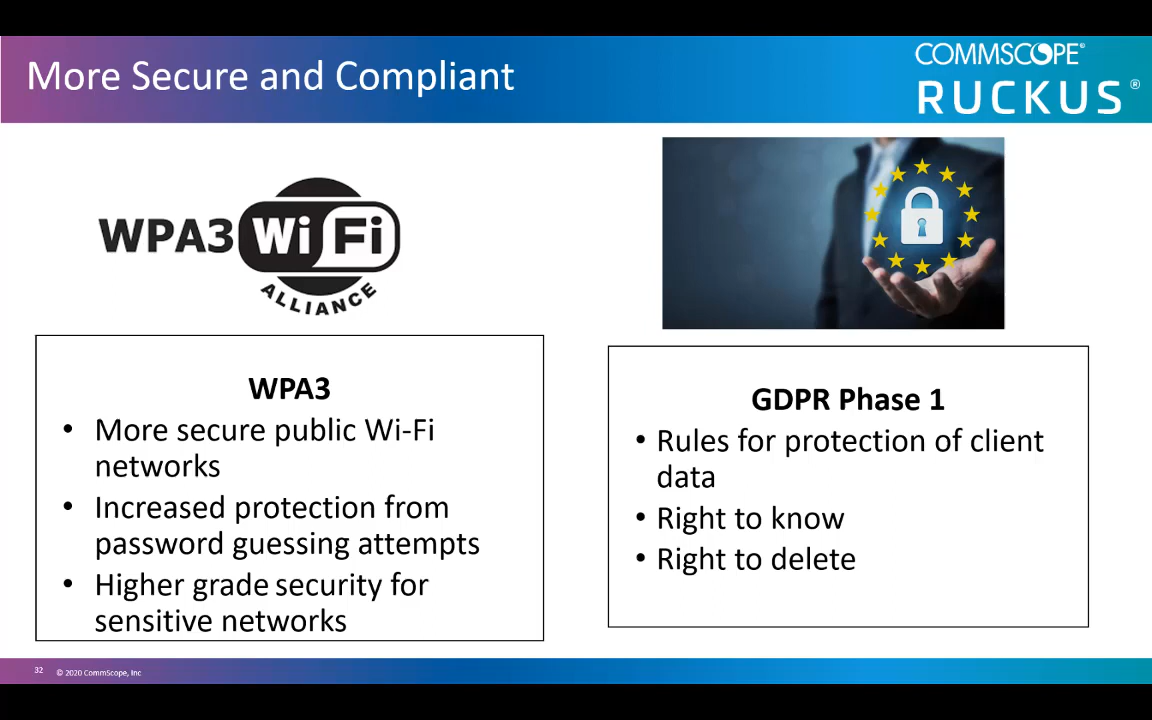 More Secure and Compliant
COMMSCOPE®
RUCKUS®
WPA3 Wi Fi
ALLIANCE
WPA3
• More secure public Wi-Fi
networks
• Increased protection from
password guessing attempts
• Higher grade security for
sensitive networks
GDPR Phase 1
• Rules for protection of client
data
• Right to know
• Right to delete
32 © 2020 CommScope, Inc